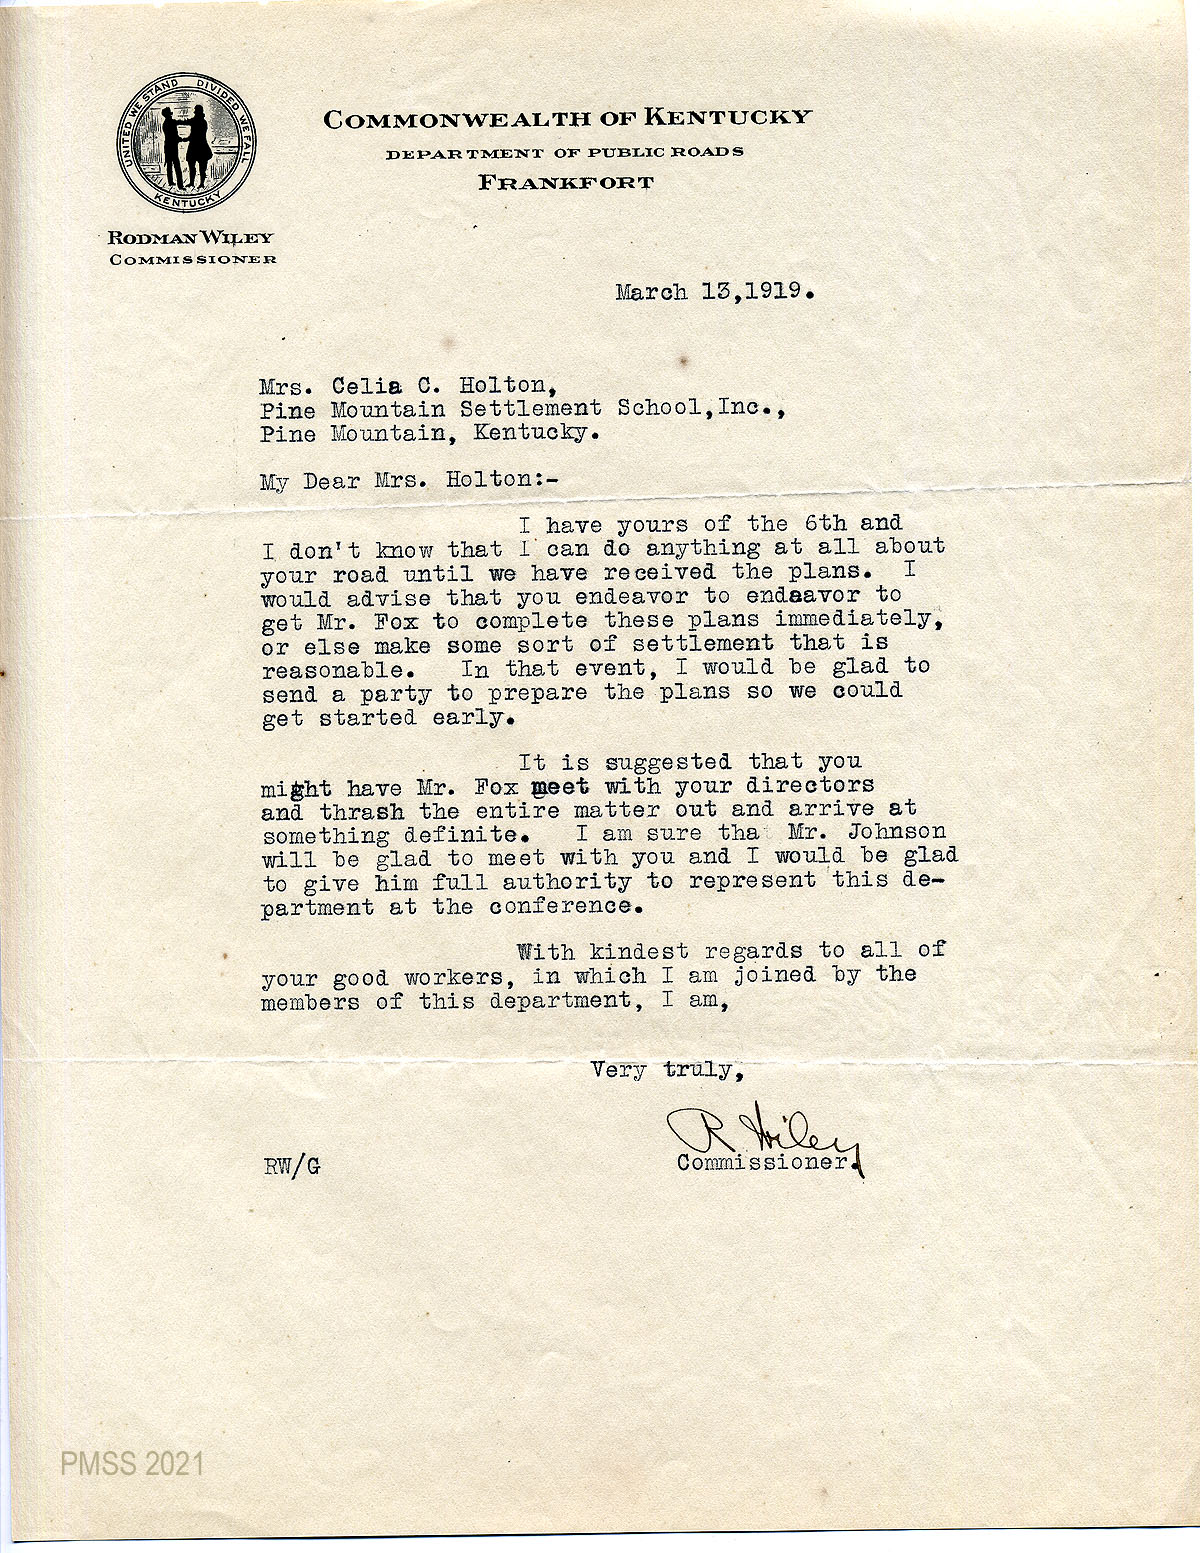 UNITED WE STAND DIVIDED WE FALL
KENTUCKY
COMMONWEALTH OF KENTUCKY
DEPARTMENT OF PUBLIC ROADS
FRANKFORT
RODMAN WILEY
COMMISSIONER
March 13,1919.
Mrs. Celia C. Holton,
Pine Mountain Settlement School,Inc.,
Pine Mountain, Kentucky.
My Dear Mrs. Holton:-
I have yours of the 6th and
I don't know that I can do anything at all about
your road until we have received the plans. I
would advise that you endeavor to endeavor to
get Mr. Fox to complete these plans immediately,
or else make some sort of settlement that is
reasonable. In that event, I would be glad to
send a party to prepare the plans so we could
get started early.
It is suggested that you
might have Mr. Fox meet with your directors
and thrash the entire matter out and arrive at
something definite. I am sure tha Mr. Johnson
will be glad to meet with you and I would be glad
to give him full authority to represent this de-
partment at the conference.
With kindest regards to all of
your good workers, in which I am joined by the
members of this department, I am,
Very truly,
R Wiley
Commissioner.
RW/G
PMSS 2021